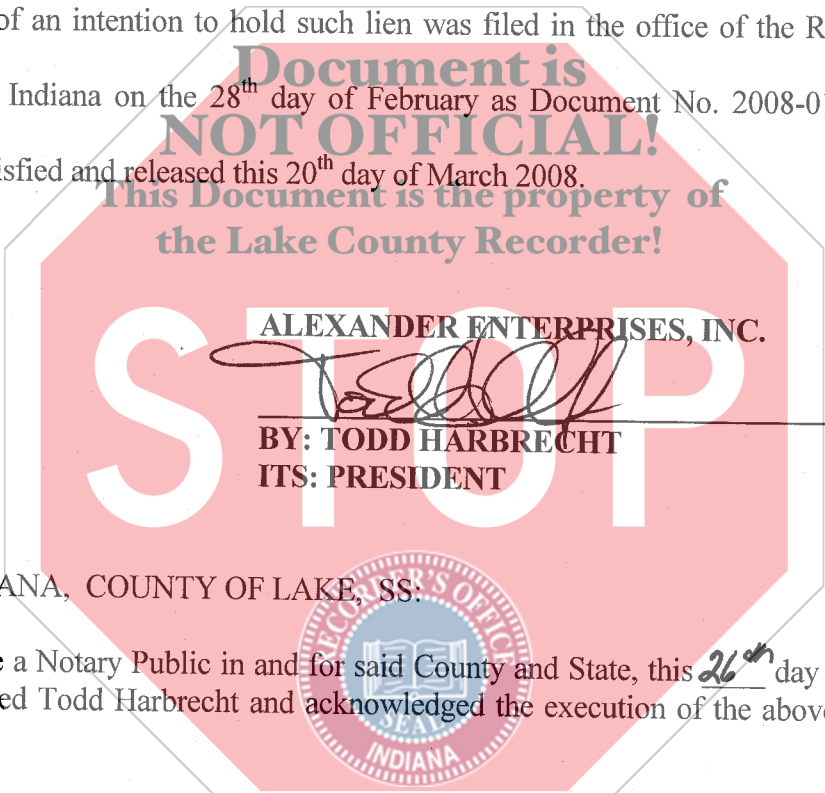 of an intention to hold such lien was filed in the office of the R
Document is
Indiana on the 28th day of February as Document No. 2008-0
NOT OFFICIAL!
sfied and released this 20th day of March 2008.
This Document is the property of
the Lake County Recorder!
STOP
ALEXANDER ENTERPRISES, INC.
BY: TODD HARBRECHT
ITS: PRESIDENT
ANA, COUNTY OF LAKE, SS:
RECORDER'S OFFICE
e a Notary Public in and for said County and State, this 26th day
ed Todd Harbrecht and acknowledged the execution of the above
SEAL
INDIANA